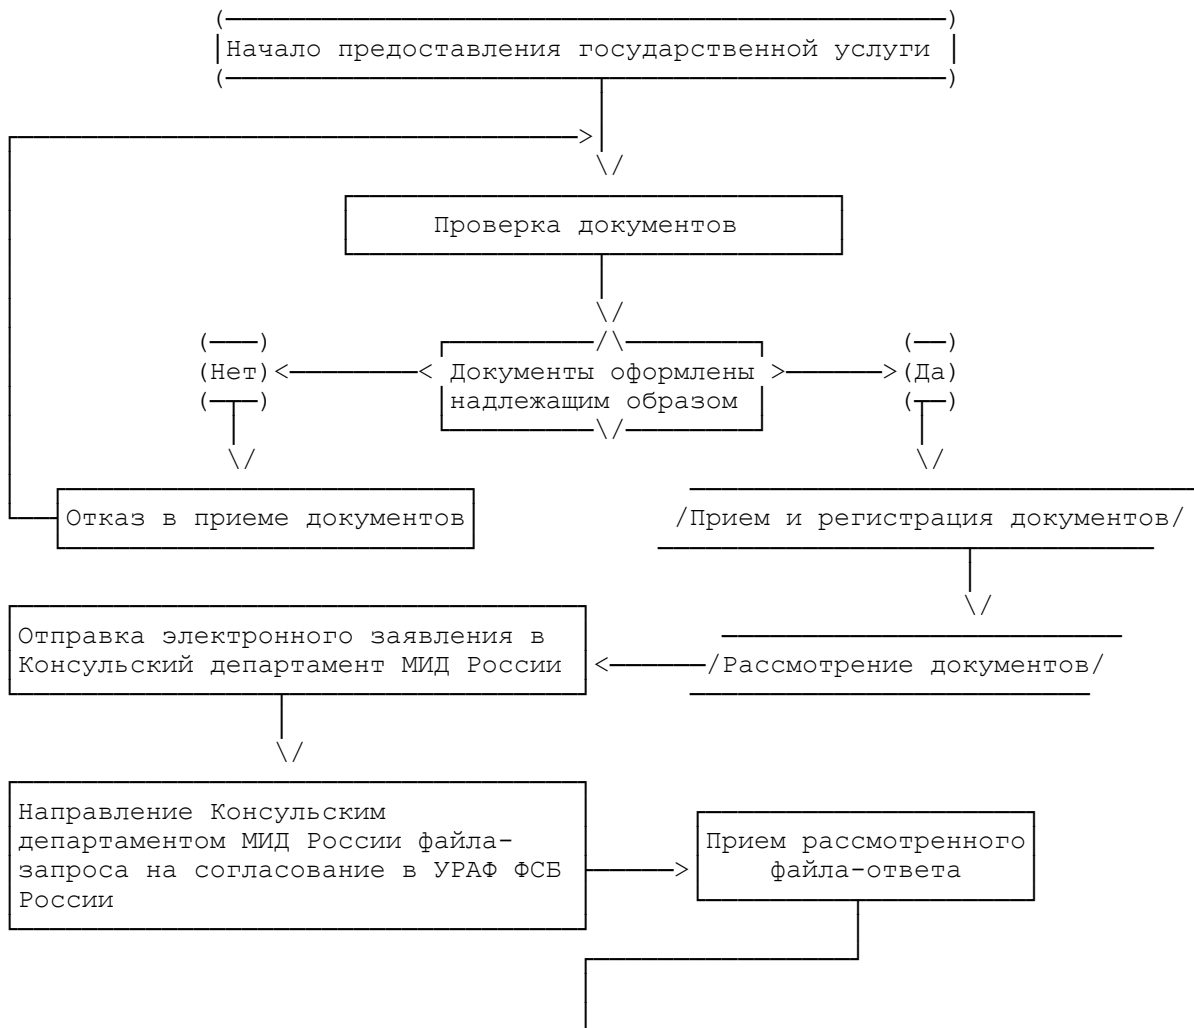 Начало предоставления государственной услуги
Проверка документов
(Нет)
Документы оформлены
надлежащим образом
(Да)
Отказ в приеме документов
/Прием и регистрация документов/
Отправка электронного заявления в
Консульский департамент МИД России
/Рассмотрение документов/
Направление Консульским
департаментом МИД России файла-
запроса на согласование в УРАФ ФСБ
России
Прием рассмотренного
файла-ответа